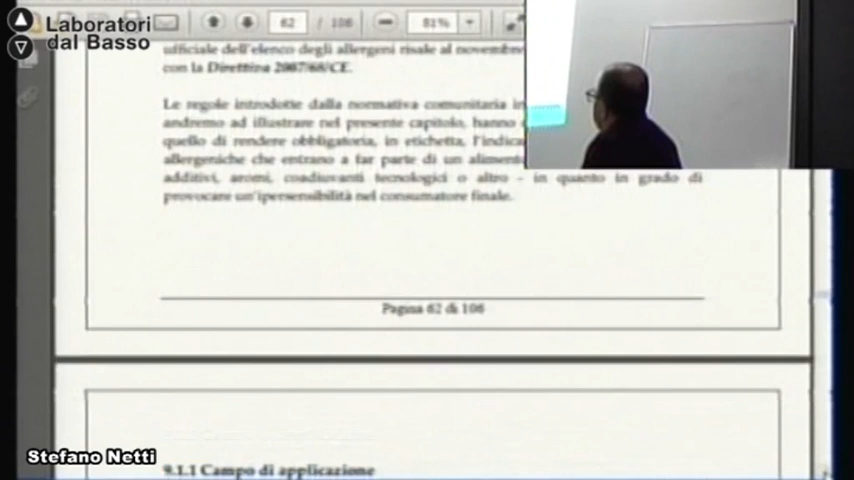 Laboratori
dal Basso
62 / 106
81%
ufficiale dell'elenco degli allergeni risale al novembre
con la Direttiva 2007/68/CE.
Le regole introdotte dalla normativa comunitaria in
andremo ad illustrare nel presente capitolo, hanno
quello di rendere obbligatoria, in etichetta, l'indica
allergeniche che entrano a far parte di un alimento
additivi, aromi, coadiuvanti tecnologici o altro – in quanto in grado di
provocare un'ipersensibilità nel consumatore finale.
Pagina 62 di 106
Stefano Netti
9.1.1 Campo di applicazione